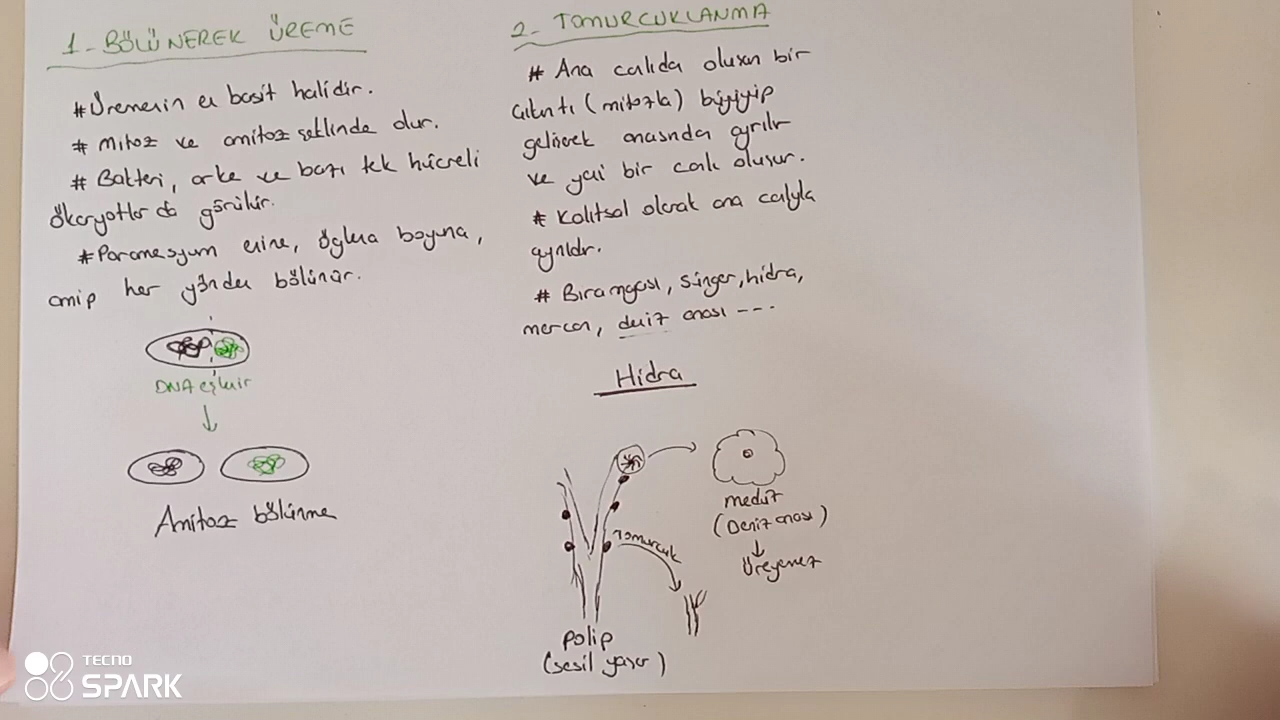 1- BÖLÜNEREK ÜREME
# Üremenin en basit halidir.
# Mitoz ve amitoz şeklinde olur.
# Bakteri, arke ve bazı tek hücreli
ökaryotlarda görülür.
# Paramesyum enine, öglena boyuna,
amip her yönden bölünür.
DNA eşlenir
Amitoz bölünme
2- TOMURCUKLANMA
# Ana canlıda oluşan bir
çıkıntı (mitozla) büyüyüp
gelişerek anasından ayrılır
ve yeni bir canlı oluşur.
# Kalıtsal olarak ana canlıyla
aynıdır.
# Bira mayası, sünger, hidra,
mercan, deniz anası ---
Hidra
Tomurcuk
polip
(sesil yaşar)
meduz
(Deniz anası)
Üreyemez
TECNO
SPARK